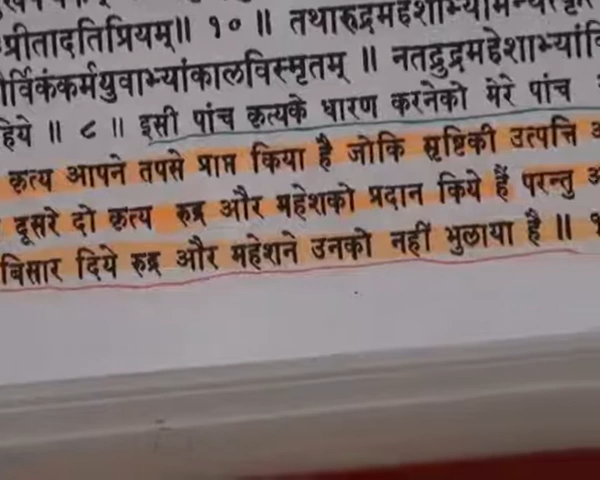 प्रीतादतिप्रियम्॥ १० ॥ तथारुद्रमहेशाभ्यामन्यत्कृ
र्विकंकर्मयुवाभ्यांकालविस्मृतम् ॥ नतद्रुद्रमहेशाभ्यांवि
हिये ॥ ८ ॥ इसी पांच कृत्यके धारण करनेको मेरे पांच
कृत्य आपने तपसे प्राप्त किया है जोकि सृष्टिकी उत्पत्ति
दूसरे दो कृत्य रुद्र और महेशको प्रदान किये हैं परन्तु
बिसार दिये रुद्र और महेशने उनको नहीं भुलाया है ॥